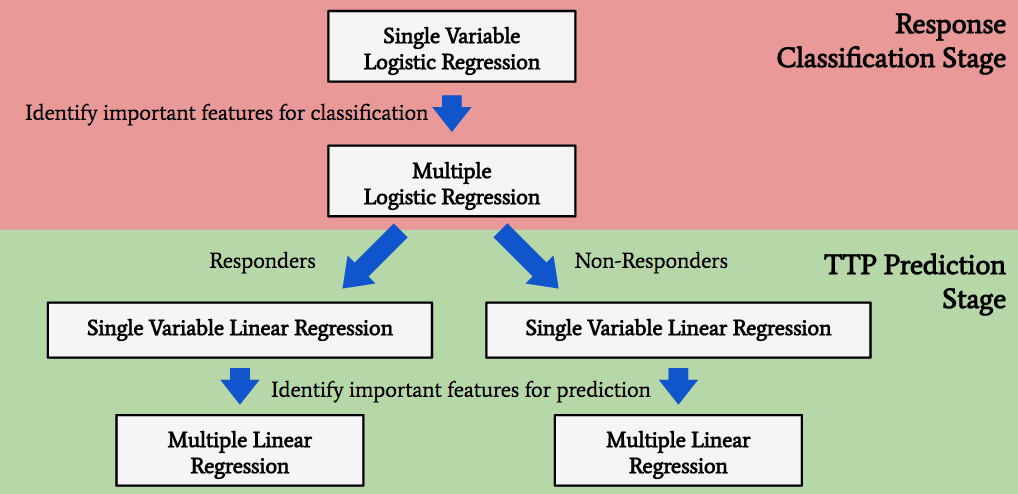 Response
Classification Stage
Single Variable
Logistic Regression
Identify important features for classification
Multiple
Logistic Regression
Responders
Non-Responders
TTP Prediction
Stage
Single Variable Linear Regression
Single Variable Linear Regression
Identify important features for prediction
Multiple Linear
Regression
Multiple Linear
Regression